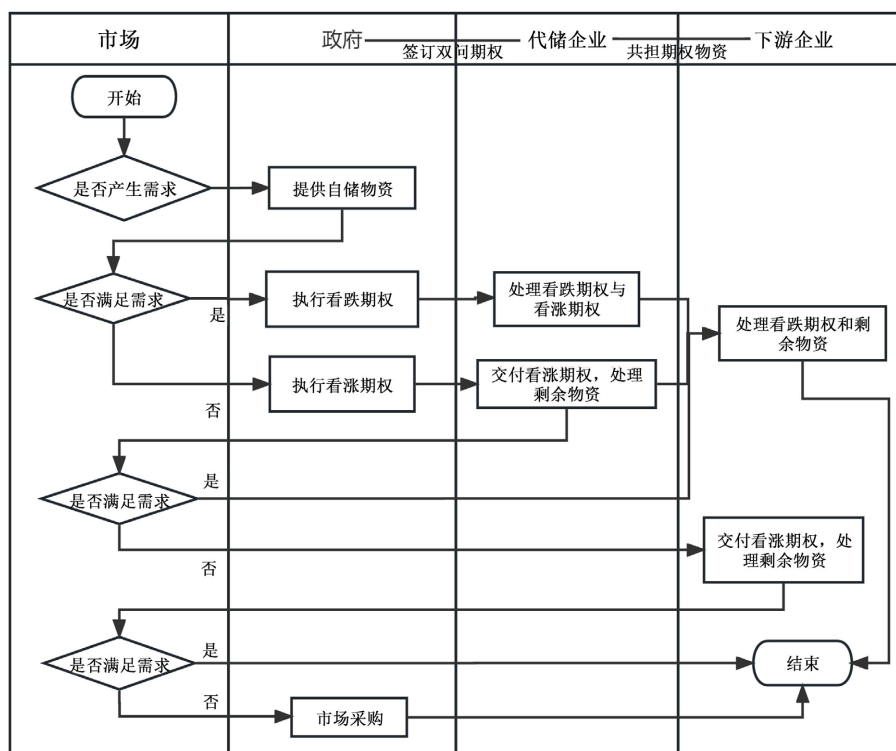 市场
政府
签订双向期权
代储企业
共担期权物资
下游企业
开始
是否产生需求
提供自储物资
是否满足需求
是
执行看跌期权
处理看跌期权与
看涨期权
处理看跌期权和剩
余物资
执行看涨期权
交付看涨期权，处理
剩余物资
否
是否满足需求
是
交付看涨期权，处
理剩余物资
否
是否满足需求
是
结束
否
市场采购